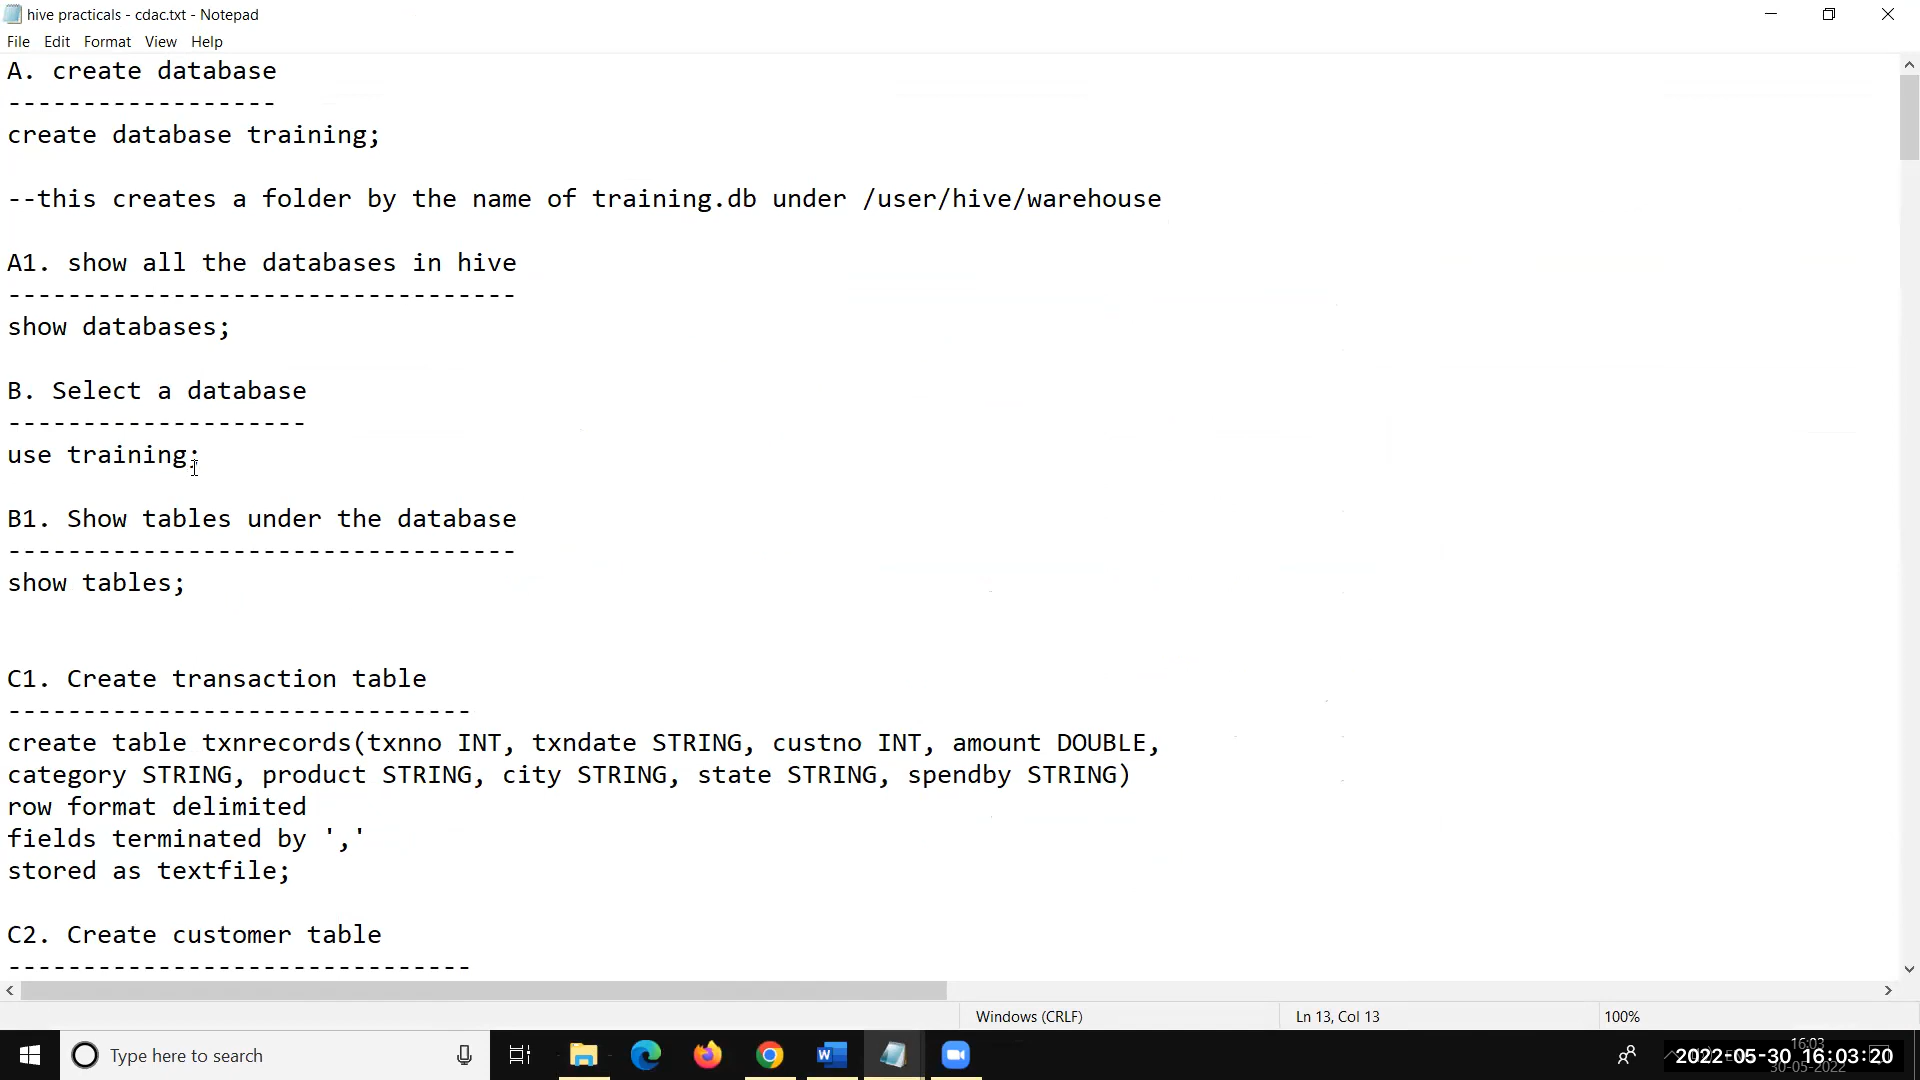 hive practicals - cdac.txt - Notepad
File Edit Format View Help
A. create database
------------------
create database training;
--this creates a folder by the name of training.db under /user/hive/warehouse
A1. show all the databases in hive
----------------------------------
show databases;
B. Select a database
--------------------
use training;
B1. Show tables under the database
----------------------------------
show tables;
C1. Create transaction table
-------------------------------
create table txnrecords(txnno INT, txndate STRING, custno INT, amount DOUBLE,
category STRING, product STRING, city STRING, state STRING, spendby STRING)
row format delimited
fields terminated by ','
stored as textfile;
C2. Create customer table
-------------------------------
Windows (CRLF) Ln 13, Col 13 100%
Type here to search
16:03
2022-05-30 16:03:20
30-05-2022